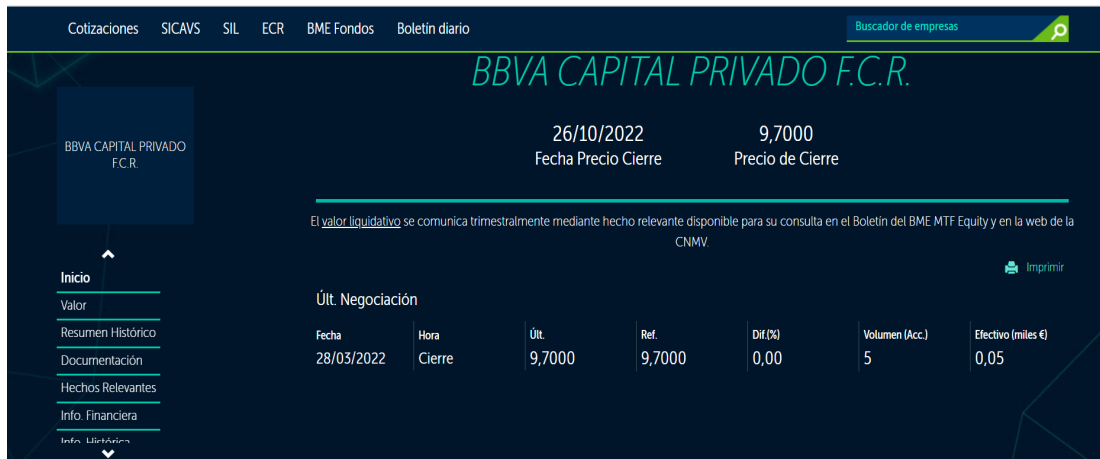 Cotizaciones SICAVS SIL ECR BME Fondos Boletín diario Buscador de empresas
BBVA CAPITAL PRIVADO F.C.R.
BBVA CAPITAL PRIVADO
F.C.R.
26/10/2022 9,7000
Fecha Precio Cierre Precio de Cierre
El valor liquidativo se comunica trimestralmente mediante hecho relevante disponible para su consulta en el Boletín del BME MTF Equity y en la web de la
CNMV.
Imprimir
Inicio
Valor
Resumen Histórico
Documentación
Hechos Relevantes
Info. Financiera
Info. Histórica
Últ. Negociación
Fecha Hora Últ. Ref. Dif.(%) Volumen (Acc.) Efectivo (miles €)
28/03/2022 Cierre 9,7000 9,7000 0,00 5 0,05